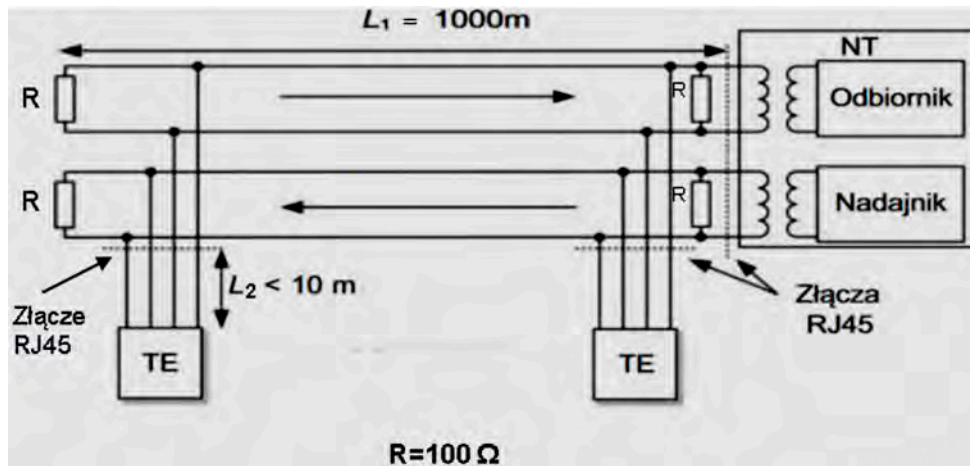 L₁ = 1000m
NT
R
R
Odbiornik
R
R
Nadajnik
L₂ < 10 m
Złącze
RJ45
Złącza
RJ45
TE
TE
R=100 Ω